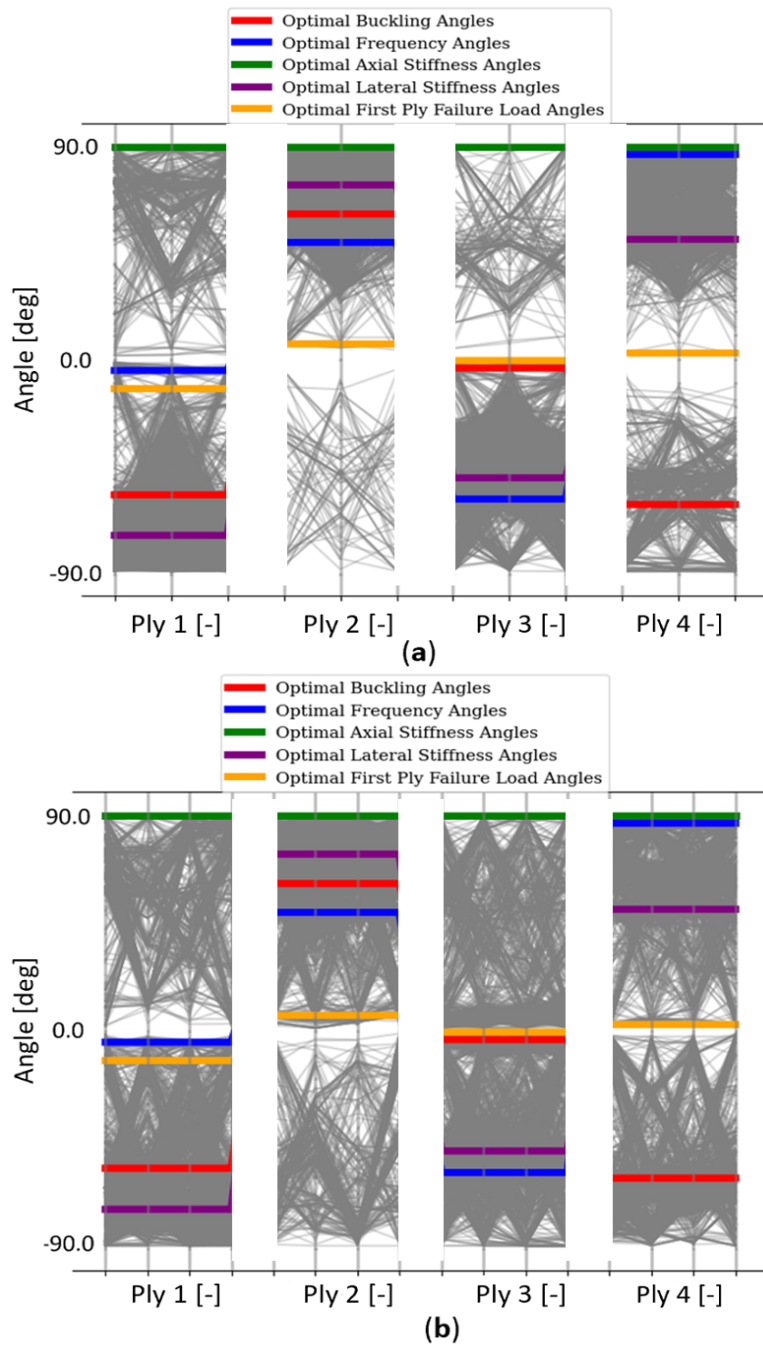 Optimal Buckling Angles
Optimal Frequency Angles
Optimal Axial Stiffness Angles
Optimal Lateral Stiffness Angles
Optimal First Ply Failure Load Angles
90.0
0.0
-90.0
Angle [deg]
Ply 1 [-] Ply 2 [-] Ply 3 [-] Ply 4 [-]
(a)
Optimal Buckling Angles
Optimal Frequency Angles
Optimal Axial Stiffness Angles
Optimal Lateral Stiffness Angles
Optimal First Ply Failure Load Angles
90.0
0.0
-90.0
Angle [deg]
Ply 1 [-] Ply 2 [-] Ply 3 [-] Ply 4 [-]
(b)